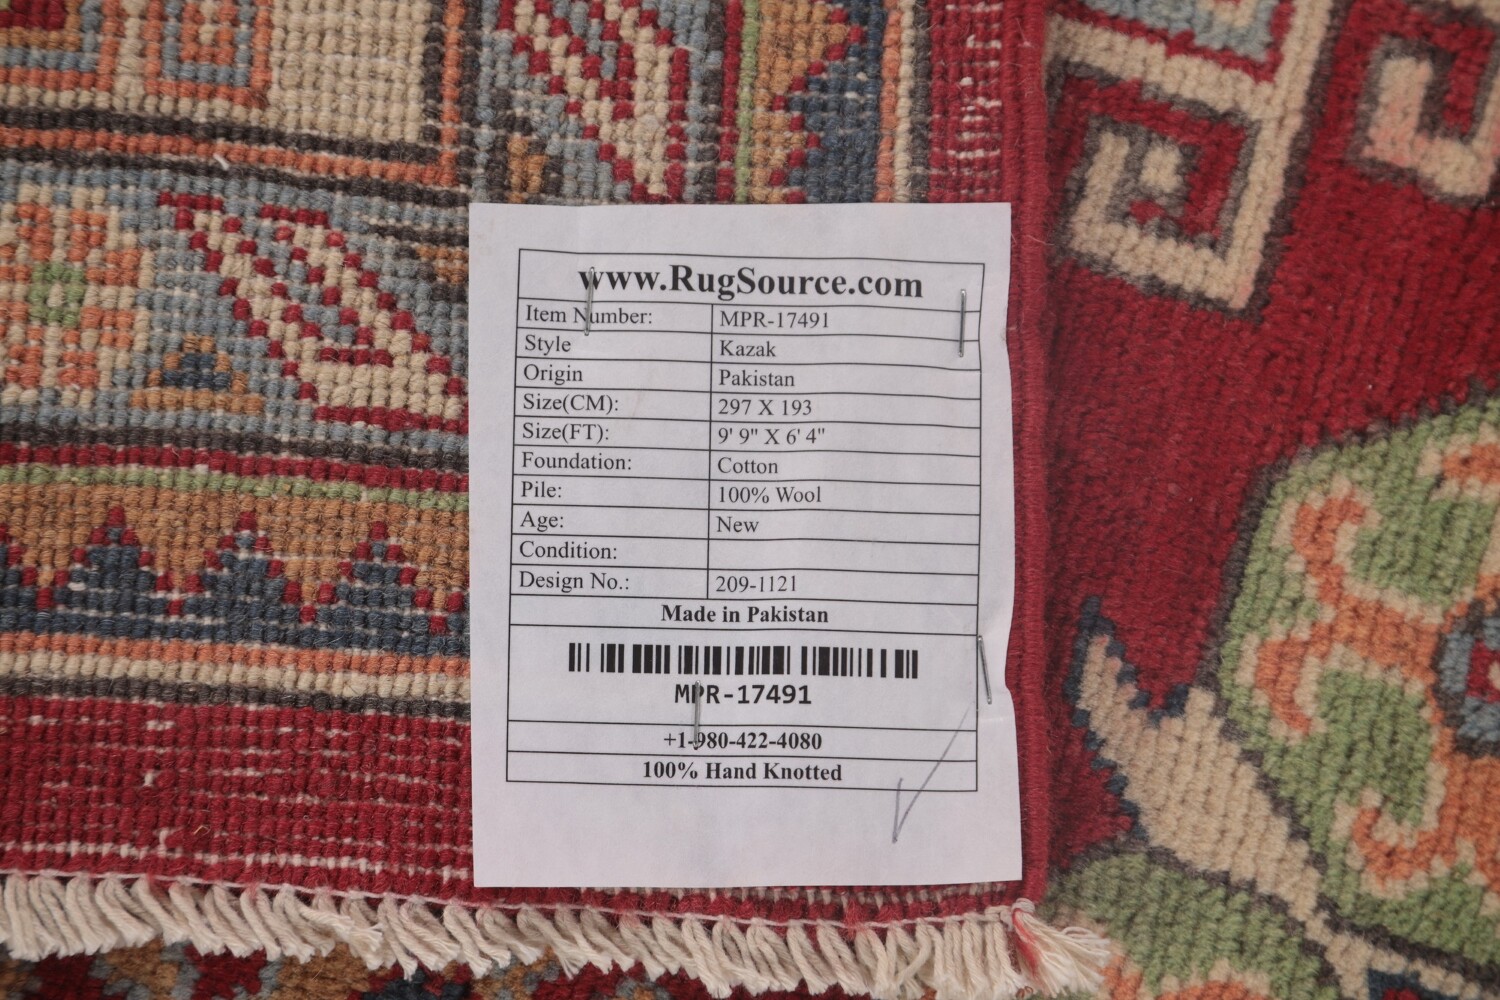 www.RugSource.com
Item Number: MPR-17491
Style Kazak
Origin Pakistan
Size(CM): 297 X 193
Size(FT): 9' 9" X 6' 4"
Foundation: Cotton
Pile: 100% Wool
Age: New
Condition:
Design No.: 209-1121
Made in Pakistan
MPR-17491
+1-980-422-4080
100% Hand Knotted